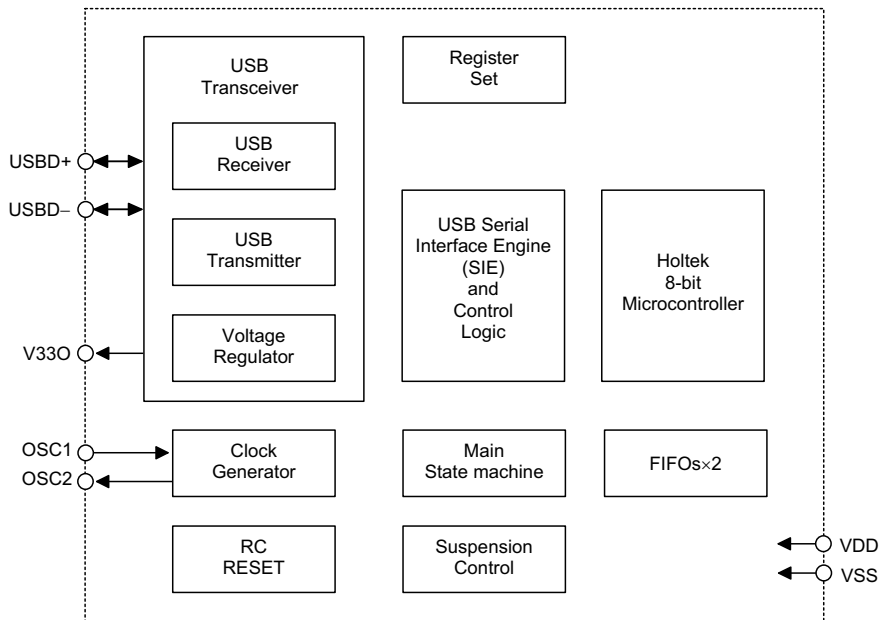 USB
Transceiver
Register
Set
USB
Receiver
USBD+
USBD−
USB
Transmitter
USB Serial
Interface Engine
(SIE)
and
Control
Logic
Holtek
8-bit
Microcontroller
Voltage
Regulator
V33O
OSC1
OSC2
Clock
Generator
Main
State machine
FIFOs×2
RC
RESET
Suspension
Control
VDD
VSS